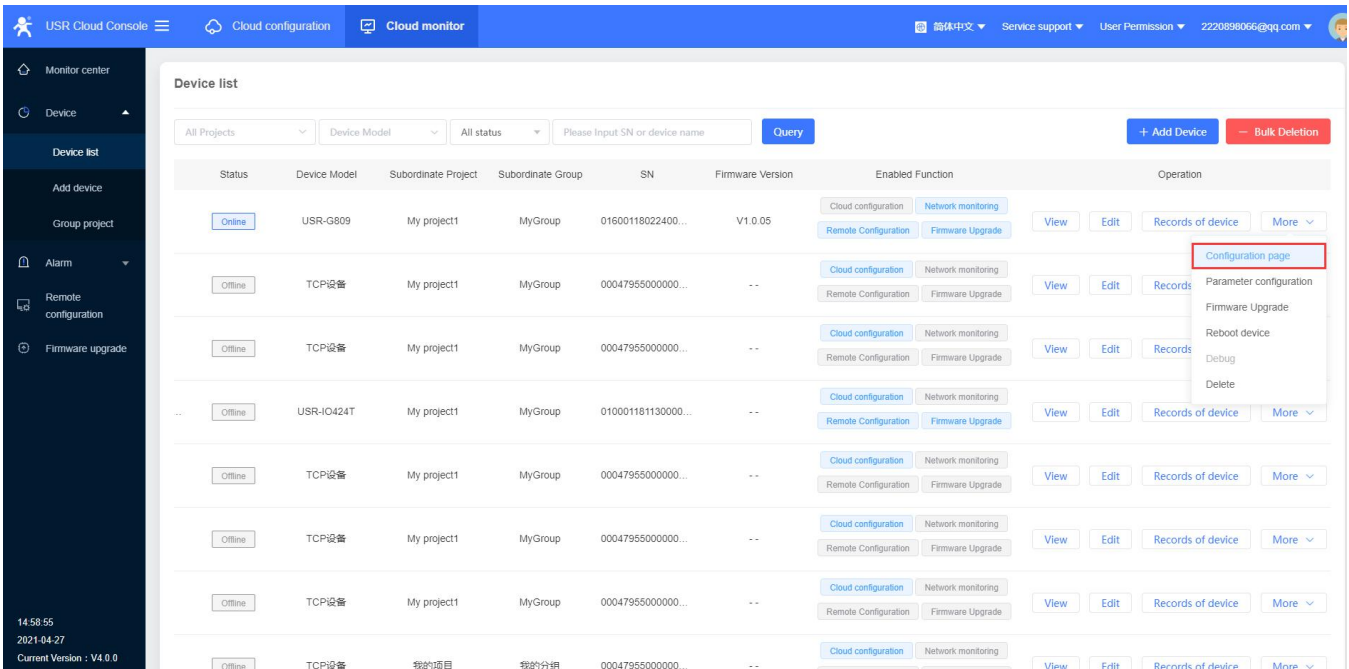 USR Cloud Console
Cloud configuration
Cloud monitor
简体中文
Service support
User Permission
2220898066@qq.com
Monitor center
Device
Device list
Add device
Group project
Alarm
Remote
configuration
Firmware upgrade
14:58:55
2021-04-27
Current Version：V4.0.0
Device list
All Projects
Device Model
All status
Please Input SN or device name
Query
+ Add Device
— Bulk Deletion
Status Device Model Subordinate Project Subordinate Group SN Firmware Version Enabled Function Operation
Cloud configuration Network monitoring
Online USR-G809 My project1 MyGroup 01600118022400... V1.0.05 View Edit Records of device More
Remote Configuration Firmware Upgrade
Configuration page
Parameter configuration
Firmware Upgrade
Reboot device
Debug
Delete
Cloud configuration Network monitoring
Offline TCP设备 My project1 MyGroup 00047955000000... - - View Edit Records
Remote Configuration Firmware Upgrade
Cloud configuration Network monitoring
Offline TCP设备 My project1 MyGroup 00047955000000... - - View Edit Records
Remote Configuration Firmware Upgrade
Cloud configuration Network monitoring
... Offline USR-IO424T My project1 MyGroup 010001181130000... - - View Edit Records of device More
Remote Configuration Firmware Upgrade
Cloud configuration Network monitoring
Offline TCP设备 My project1 MyGroup 00047955000000... - - View Edit Records of device More
Remote Configuration Firmware Upgrade
Cloud configuration Network monitoring
Offline TCP设备 My project1 MyGroup 00047955000000... - - View Edit Records of device More
Remote Configuration Firmware Upgrade
Cloud configuration Network monitoring
Offline TCP设备 My project1 MyGroup 00047955000000... - - View Edit Records of device More
Remote Configuration Firmware Upgrade
Cloud configuration Network monitoring
Offline TCP设备 我的项目 我的分组 00047955000000... - - View Edit Records of device More